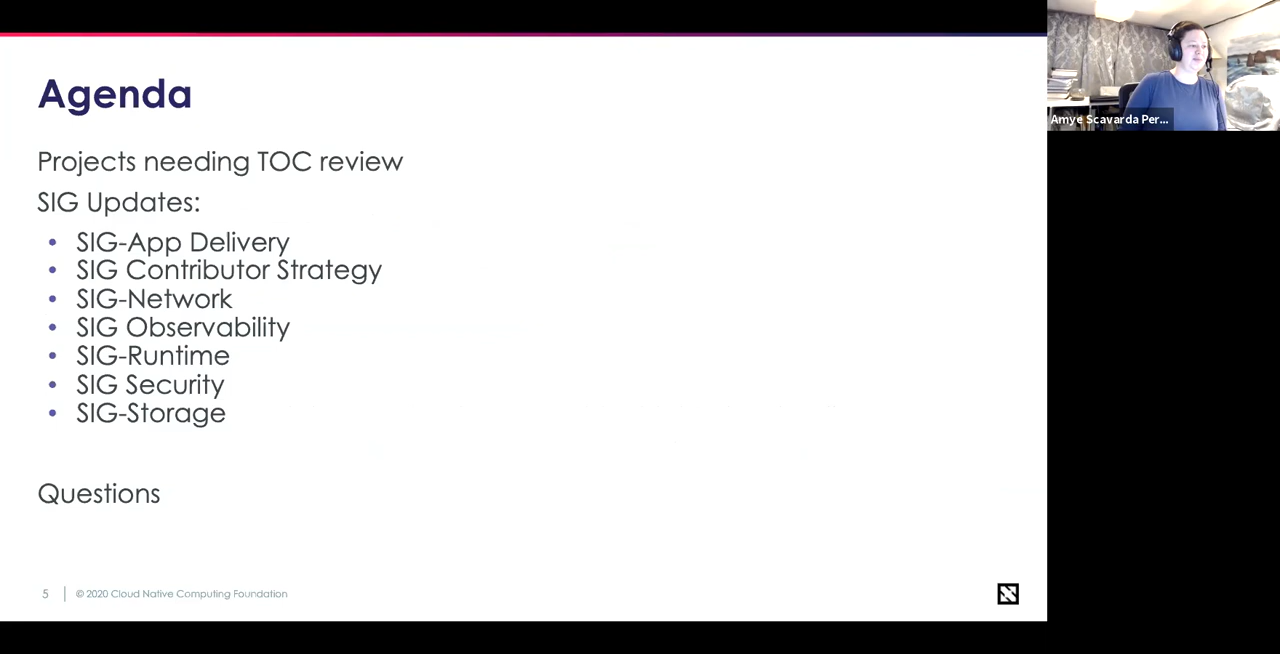 Agenda
Projects needing TOC review
SIG Updates:
• SIG-App Delivery
• SIG Contributor Strategy
• SIG-Network
• SIG Observability
• SIG-Runtime
• SIG Security
• SIG-Storage
Questions
5 | © 2020 Cloud Native Computing Foundation
Amye Scavarda Per...